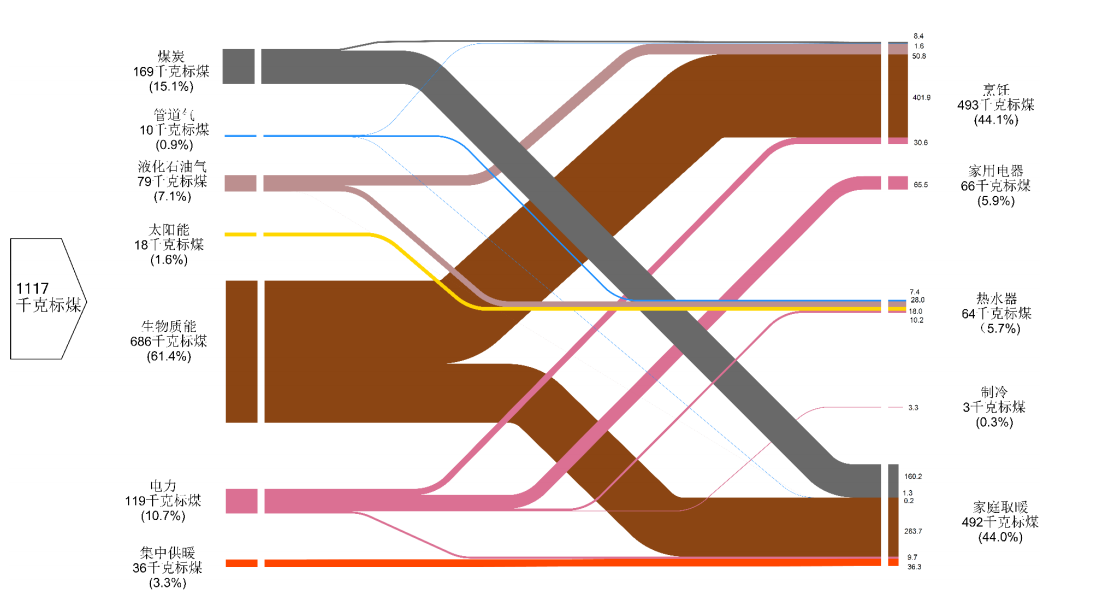 1117
千克标煤
煤炭
169千克标煤
(15.1%)
管道气
10千克标煤
(0.9%)
液化石油气
79千克标煤
(7.1%)
太阳能
18千克标煤
(1.6%)
生物质能
686千克标煤
(61.4%)
电力
119千克标煤
(10.7%)
集中供暖
36千克标煤
(3.3%)
8.4
1.6
50.8
401.9
30.6
65.5
7.4
28.0
18.0
10.2
3.3
160.2
1.3
0.2
283.7
9.7
36.3
烹饪
493千克标煤
(44.1%)
家用电器
66千克标煤
(5.9%)
热水器
64千克标煤
（5.7%)
制冷
3千克标煤
(0.3%)
家庭取暖
492千克标煤
(44.0%)